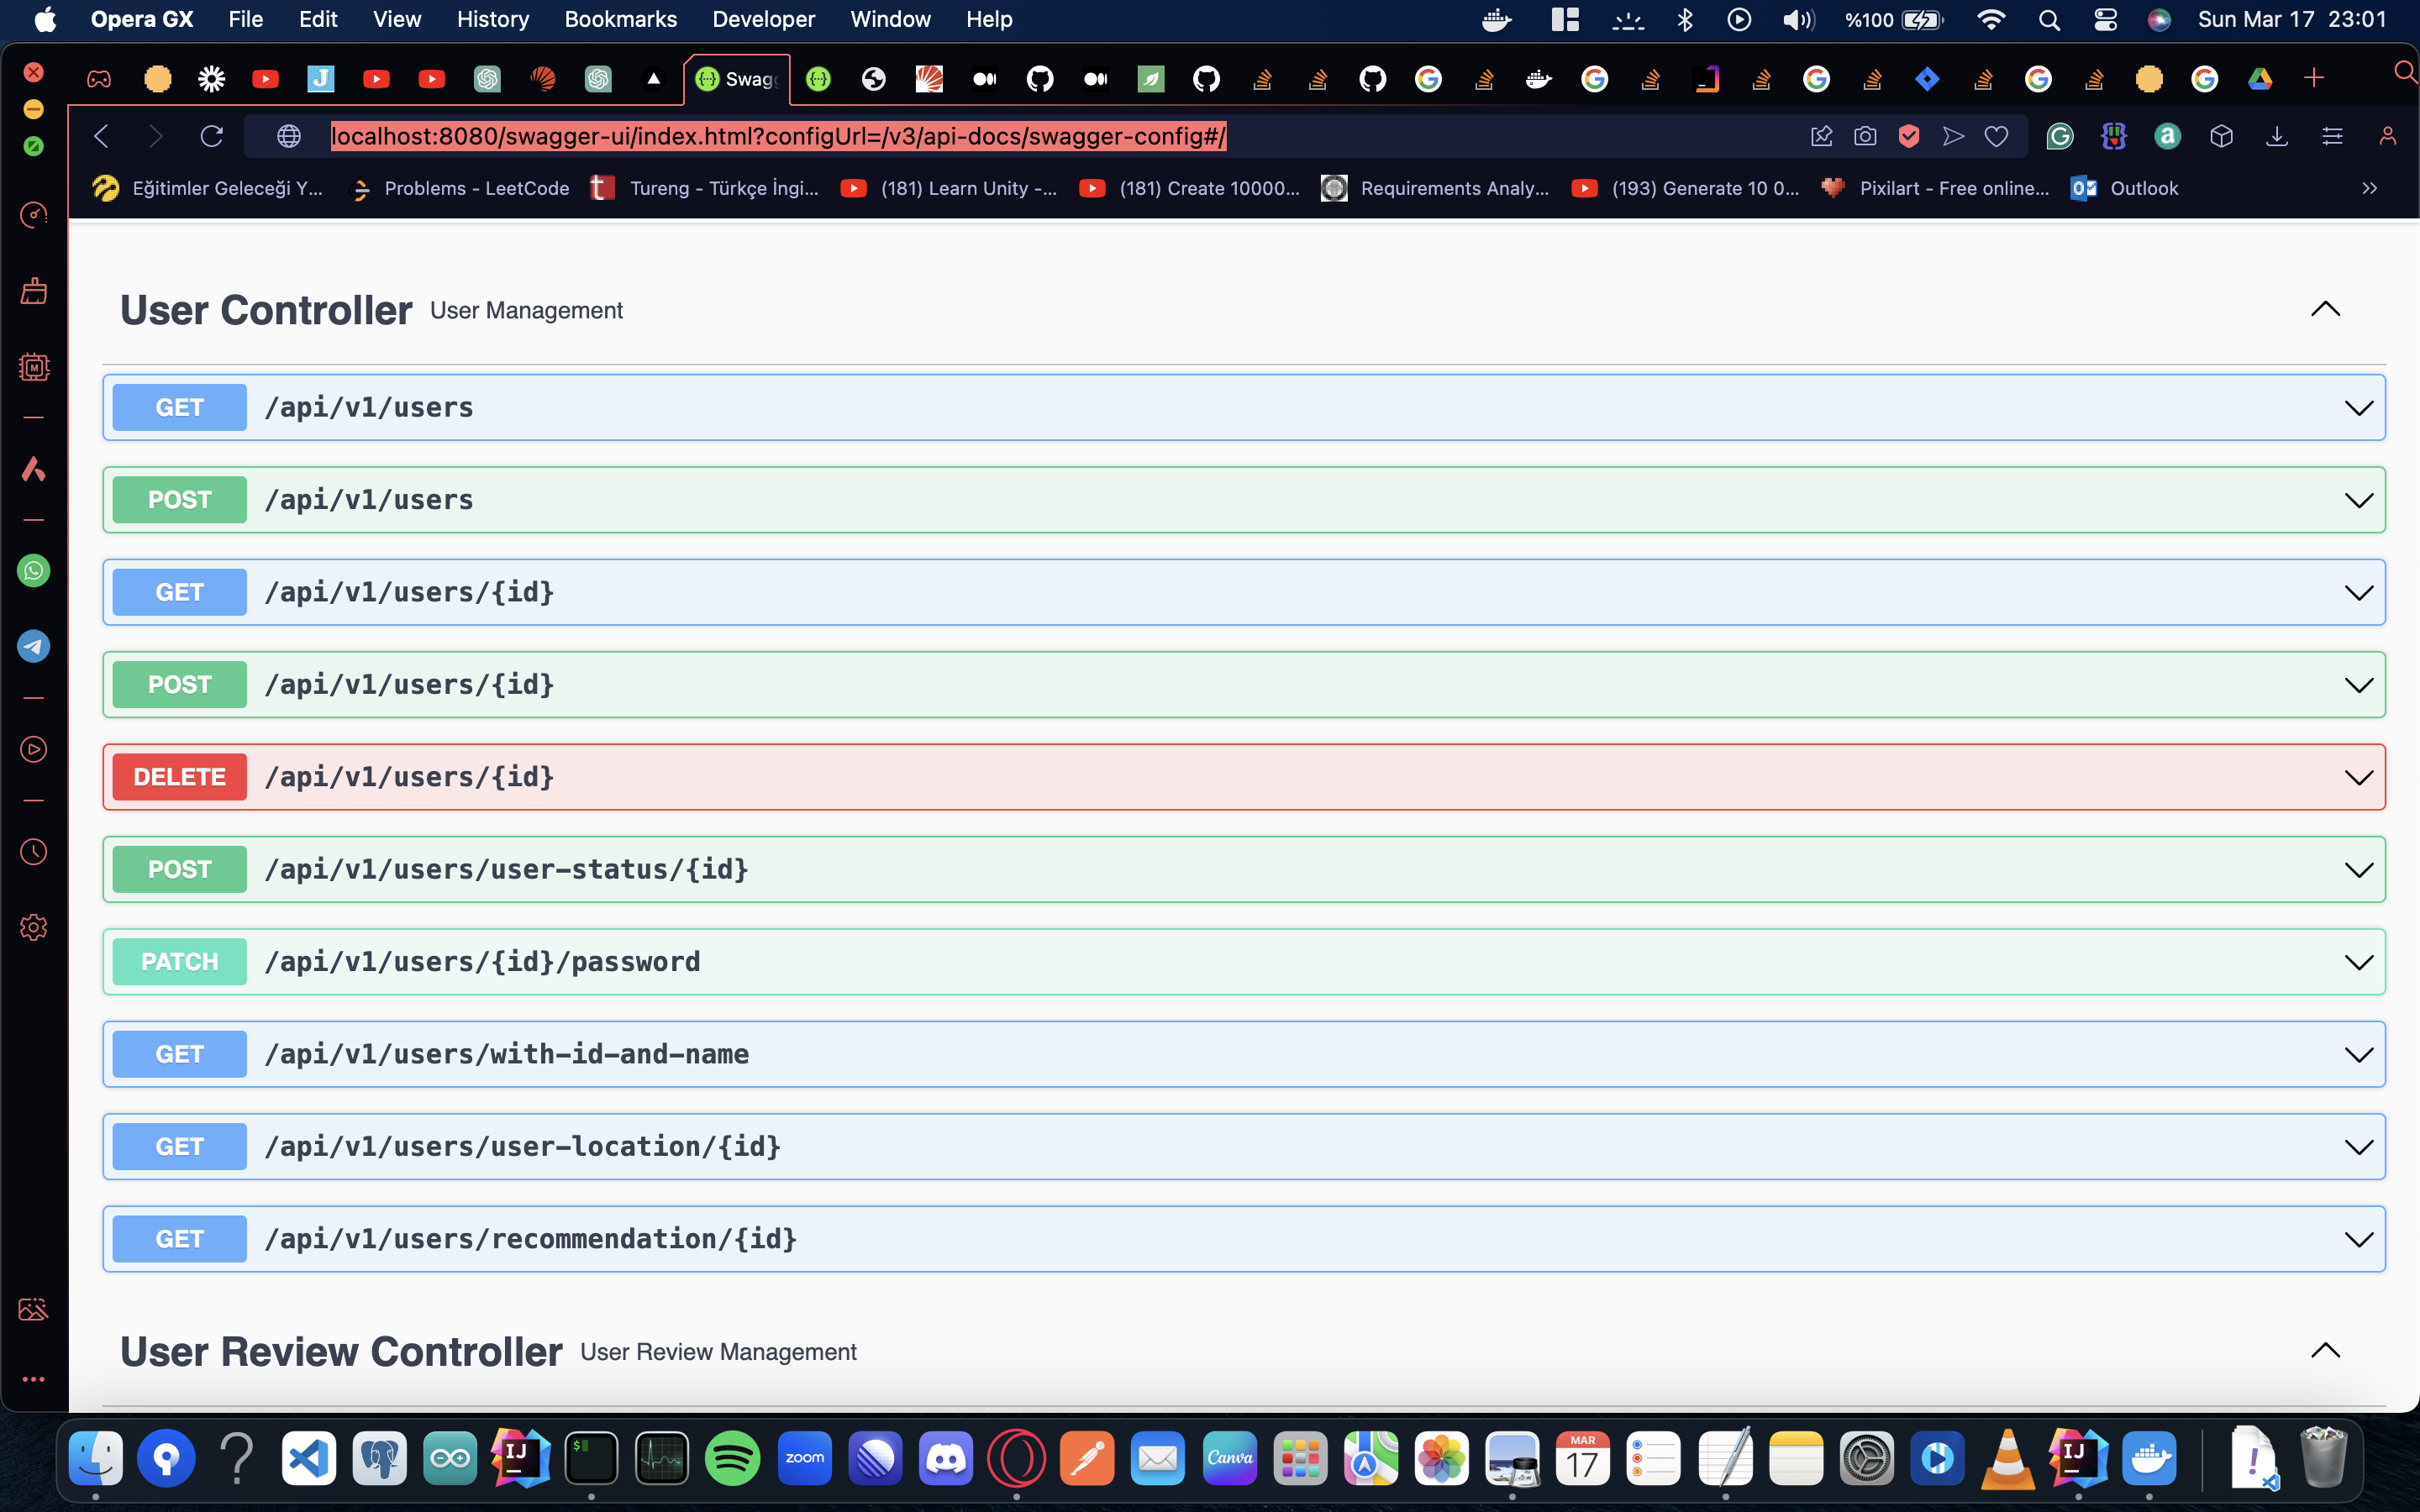 Opera GX File Edit View History Bookmarks Developer Window Help %100 Sun Mar 17 23:01
Swagg
localhost:8080/swagger-ui/index.html?configUrl=/v3/api-docs/swagger-config#/
Eğitimler Geleceği Y... Problems - LeetCode Tureng - Türkçe İngi... (181) Learn Unity -... (181) Create 10000... Requirements Analy... (193) Generate 10 0... Pixilart - Free online... Outlook
User Controller User Management
GET /api/v1/users
POST /api/v1/users
GET /api/v1/users/{id}
POST /api/v1/users/{id}
DELETE /api/v1/users/{id}
POST /api/v1/users/user-status/{id}
PATCH /api/v1/users/{id}/password
GET /api/v1/users/with-id-and-name
GET /api/v1/users/user-location/{id}
GET /api/v1/users/recommendation/{id}
User Review Controller User Review Management
IJ zoom Canva MAR 17 IJ